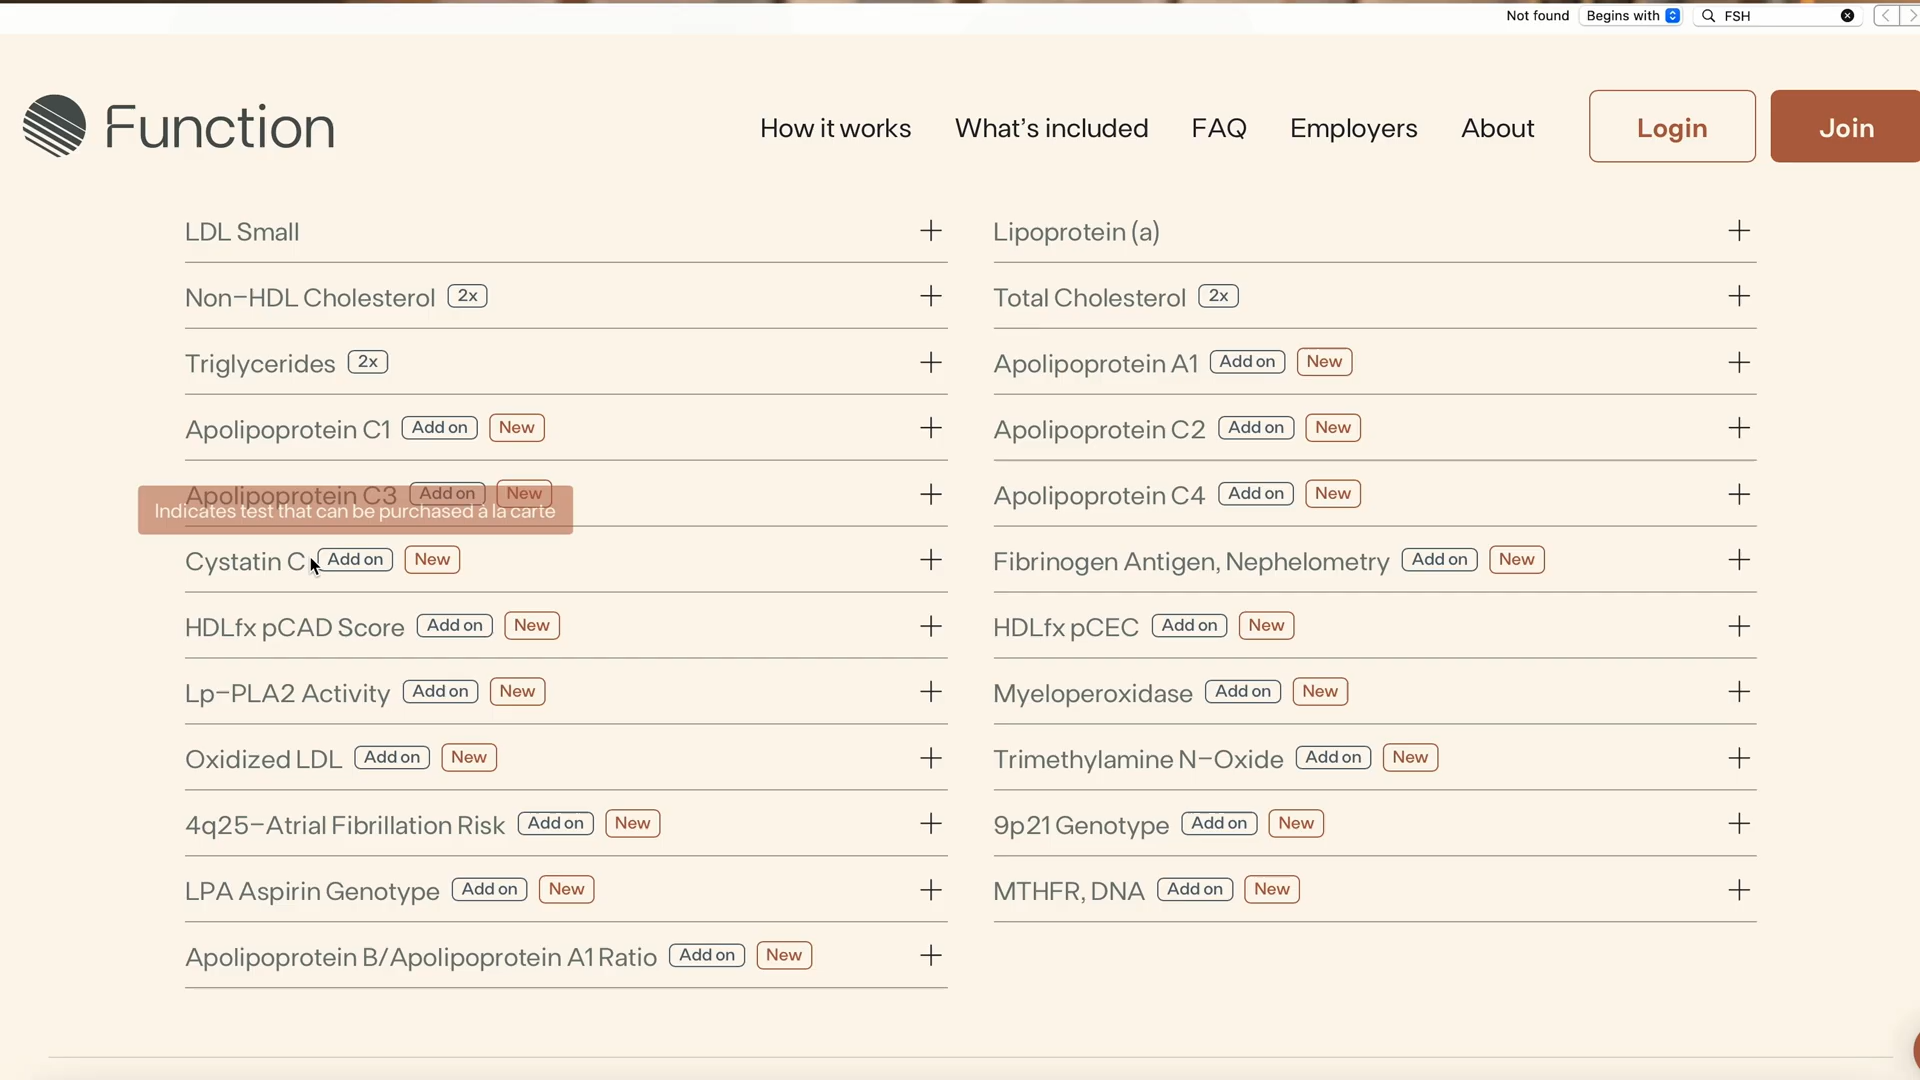 Not found Begins with FSH
Function How it works What's included FAQ Employers About Login Join
LDL Small
Lipoprotein (a)
Non-HDL Cholesterol 2x
Total Cholesterol 2x
Triglycerides 2x
Apolipoprotein A1 Add on New
Apolipoprotein C1 Add on New
Apolipoprotein C2 Add on New
Apolipoprotein C3 Add on New
Indicates test that can be purchased à la carte
Apolipoprotein C4 Add on New
Cystatin C Add on New
Fibrinogen Antigen, Nephelometry Add on New
HDLfx pCAD Score Add on New
HDLfx pCEC Add on New
Lp-PLA2 Activity Add on New
Myeloperoxidase Add on New
Oxidized LDL Add on New
Trimethylamine N-Oxide Add on New
4q25-Atrial Fibrillation Risk Add on New
9p21 Genotype Add on New
LPA Aspirin Genotype Add on New
MTHFR, DNA Add on New
Apolipoprotein B/Apolipoprotein A1 Ratio Add on New